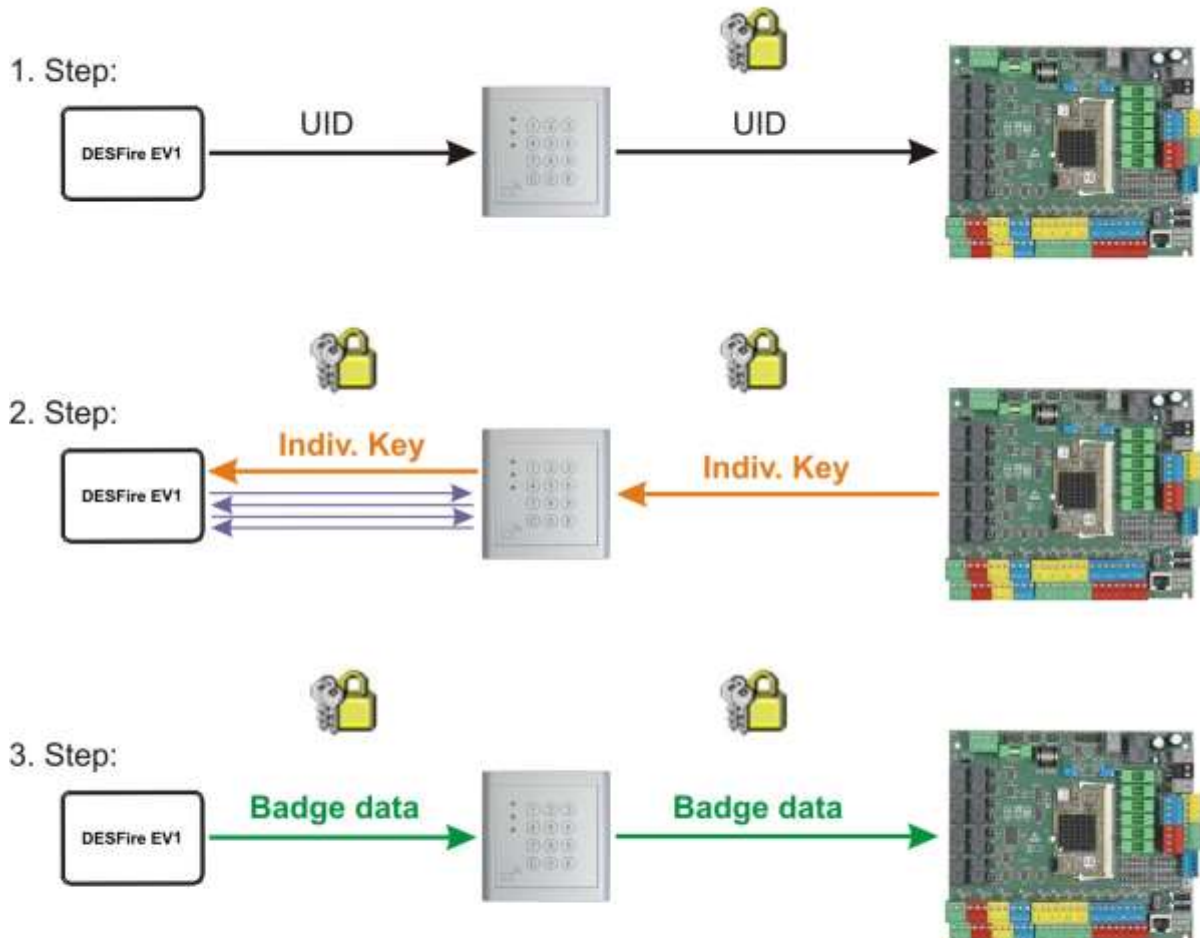 1. Step:
DESFire EV1
UID
UID
2. Step:
DESFire EV1
Indiv. Key
Indiv. Key
3. Step:
DESFire EV1
Badge data
Badge data